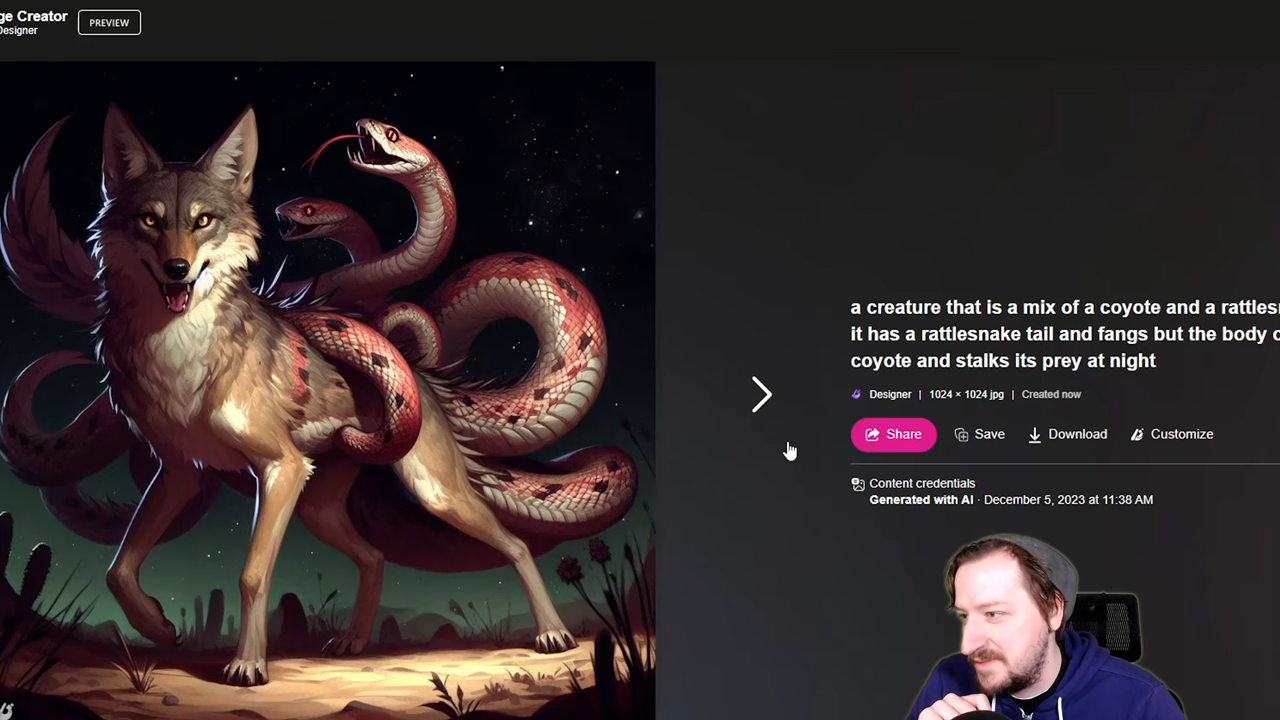 ge Creator
Designer
PREVIEW
a creature that is a mix of a coyote and a rattles
it has a rattlesnake tail and fangs but the body
coyote and stalks its prey at night
Designer | 1024 × 1024 jpg | Created now
Share Save Download Customize
Content credentials
Generated with AI · December 5, 2023 at 11:38 AM